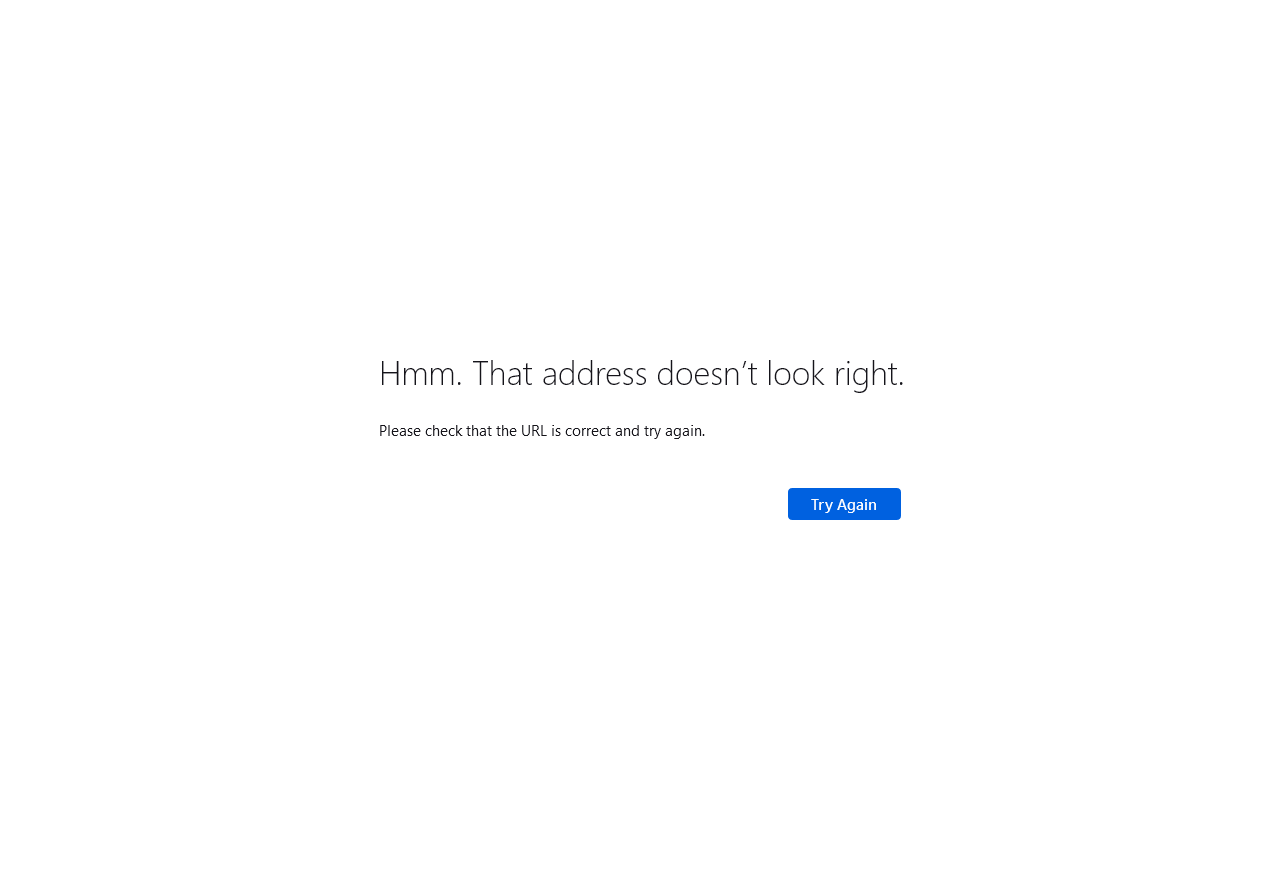 Hmm. That address doesn’t look right.
Please check that the URL is correct and try again.
Try Again